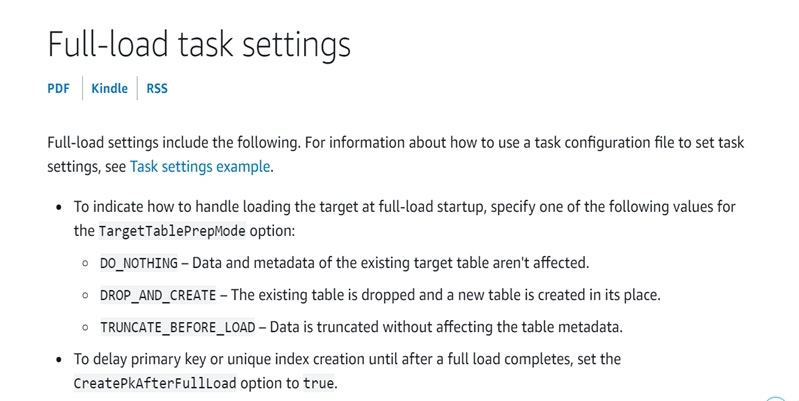 Full-load task settings
PDF Kindle RSS
Full-load settings include the following. For information about how to use a task configuration file to set task
settings, see Task settings example.
• To indicate how to handle loading the target at full-load startup, specify one of the following values for
the TargetTablePrepMode option:
◦ DO_NOTHING – Data and metadata of the existing target table aren't affected.
◦ DROP_AND_CREATE – The existing table is dropped and a new table is created in its place.
◦ TRUNCATE_BEFORE_LOAD – Data is truncated without affecting the table metadata.
• To delay primary key or unique index creation until after a full load completes, set the
CreatePkAfterFullLoad option to true.